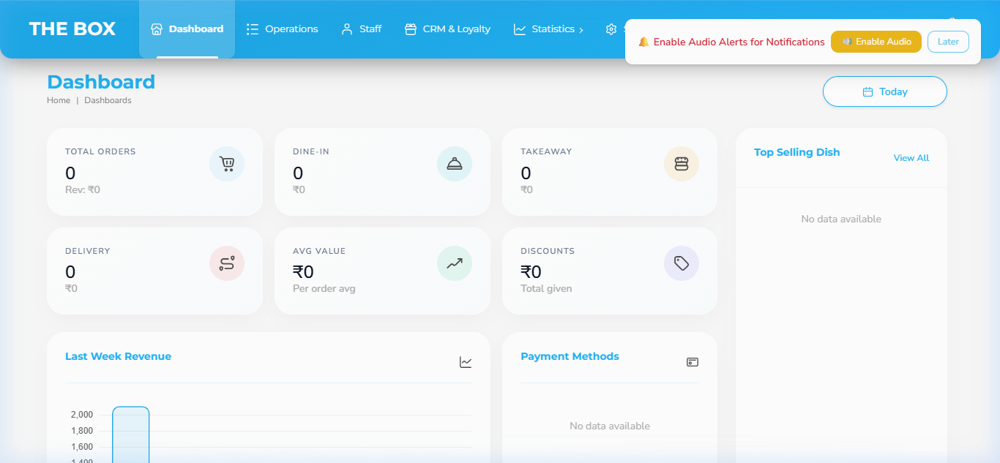 THE BOX
Dashboard
Operations
Staff
CRM & Loyalty
Statistics
Enable Audio Alerts for Notifications
Enable Audio
Later
Dashboard
Home | Dashboards
Today
TOTAL ORDERS
0
Rev: ₹0
DINE-IN
0
₹0
TAKEAWAY
0
₹0
Top Selling Dish
View All
No data available
DELIVERY
0
₹0
AVG VALUE
₹0
Per order avg
DISCOUNTS
₹0
Total given
Last Week Revenue
2,000
1,800
1,600
1,400
Payment Methods
No data available